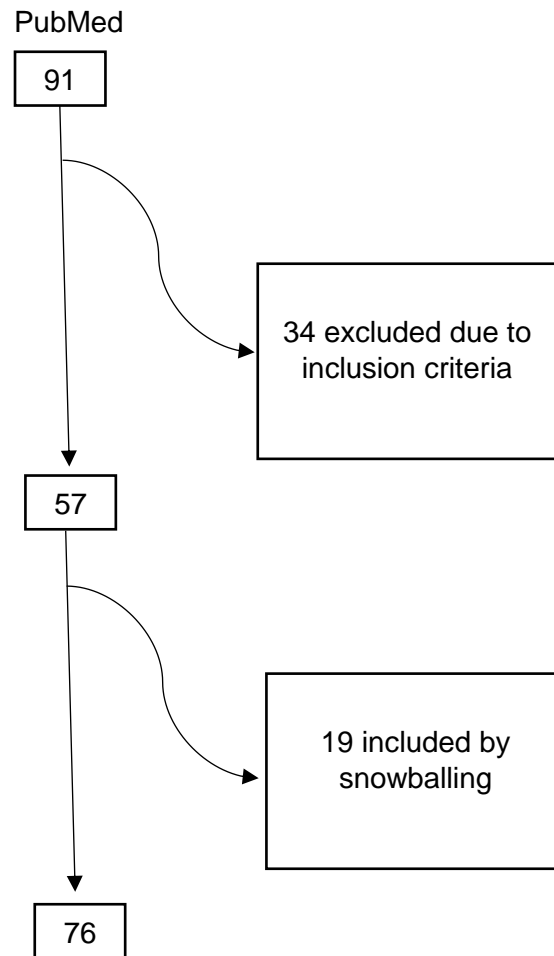 PubMed
91
34 excluded due to
inclusion criteria
57
19 included by
snowballing
76